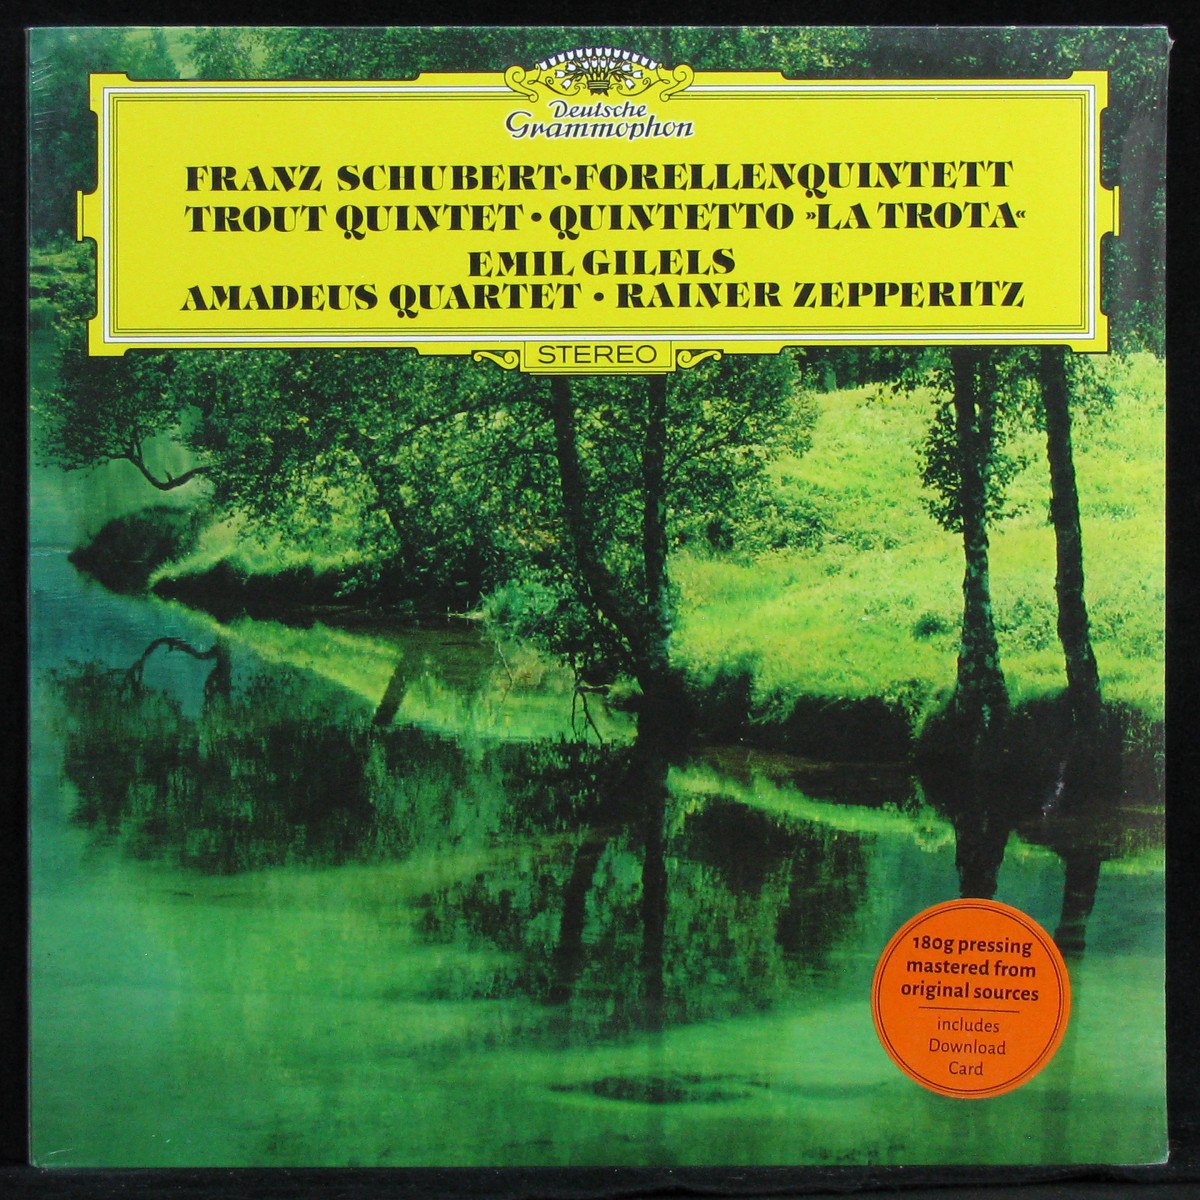 Deutsche
Grammophon
FRANZ SCHUBERT•FORELLENQUINTETT
TROUT QUINTET • QUINTETTO »LA TROTA«
EMIL GILELS
AMADEUS QUARTET • RAINER ZEPPERITZ
STEREO
180g pressing
mastered from
original sources
includes
Download
Card